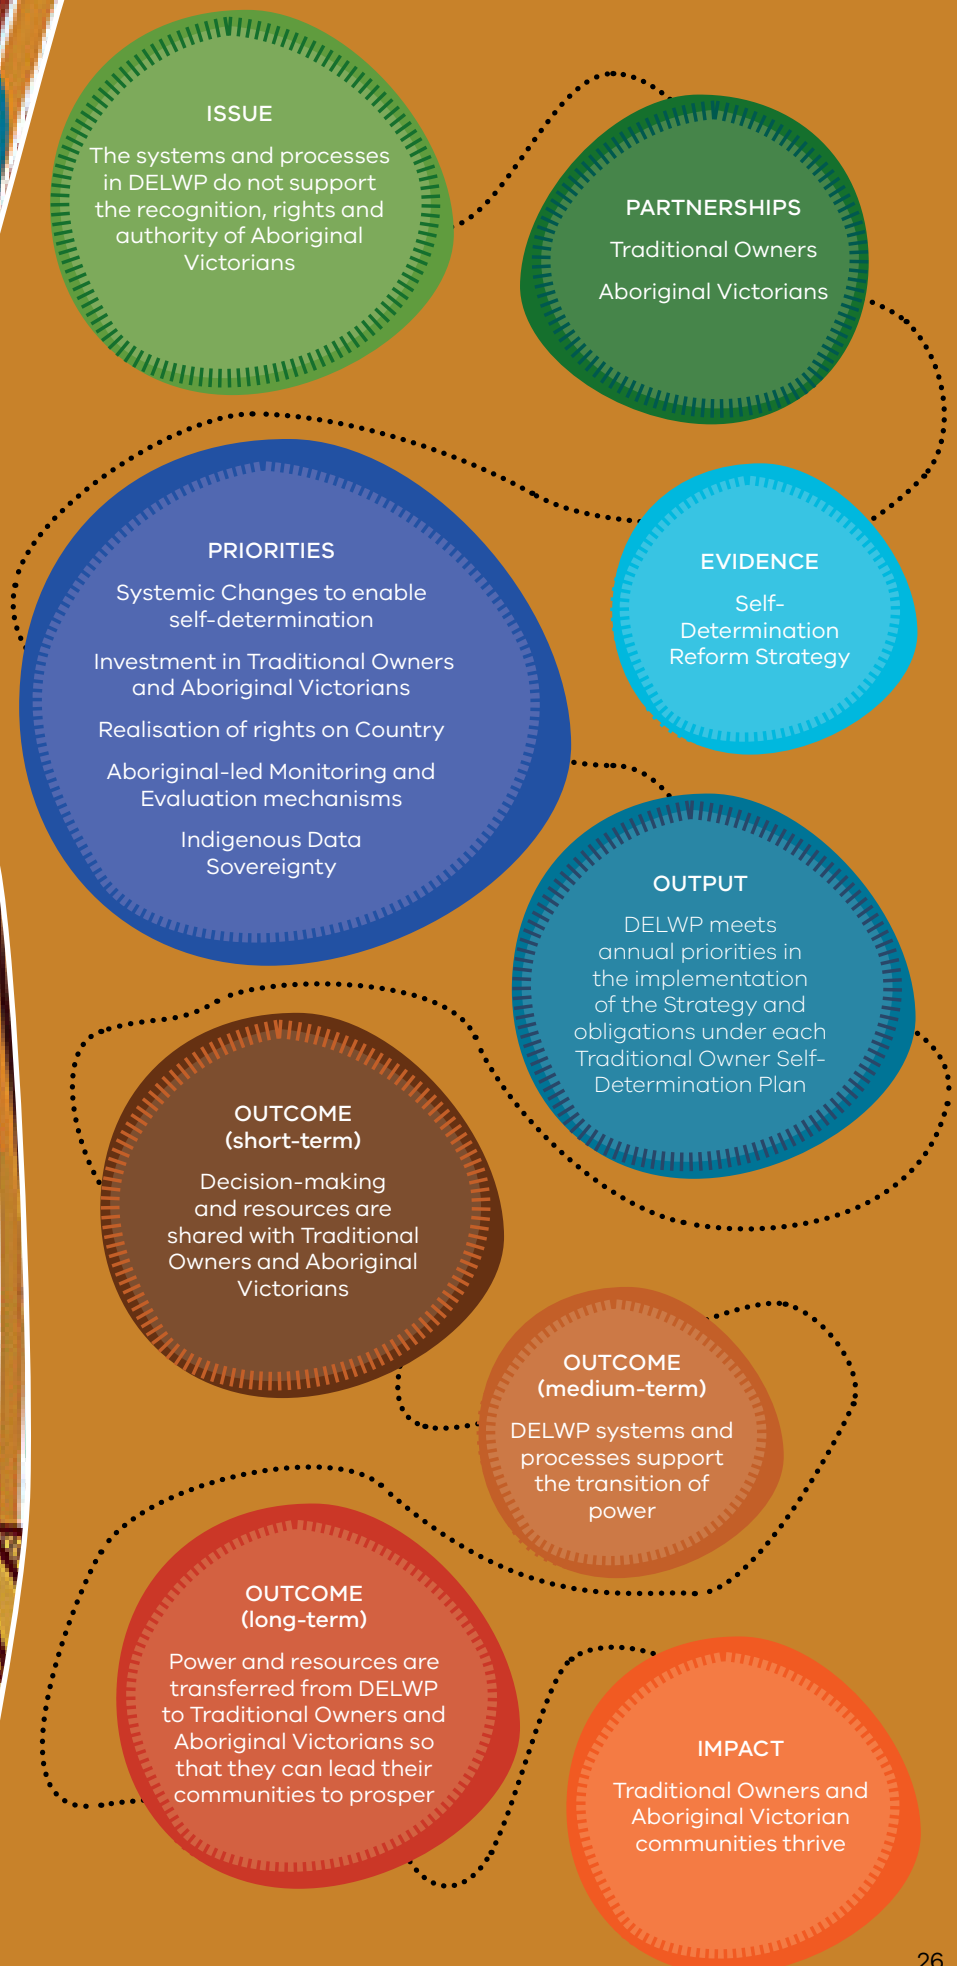 ISSUE
The systems and processes
in DELWP do not support
the recognition, rights and
authority of Aboriginal
Victorians
PARTNERSHIPS
Traditional Owners
Aboriginal Victorians
EVIDENCE
Self-
Determination
Reform Strategy
PRIORITIES
Systemic Changes to enable
self-determination
Investment in Traditional Owners
and Aboriginal Victorians
Realisation of rights on Country
Aboriginal-led Monitoring and
Evaluation mechanisms
Indigenous Data
Sovereignty
OUTPUT
DELWP meets
annual priorities in
the implementation
of the Strategy and
obligations under each
Traditional Owner Self-
Determination Plan
OUTCOME
(short-term)
Decision-making
and resources are
shared with Traditional
Owners and Aboriginal
Victorians
OUTCOME
(medium-term)
DELWP systems and
processes support
the transition of
power
OUTCOME
(long-term)
Power and resources are
transferred from DELWP
to Traditional Owners and
Aboriginal Victorians so
that they can lead their
communities to prosper
IMPACT
Traditional Owners and
Aboriginal Victorian
communities thrive
26